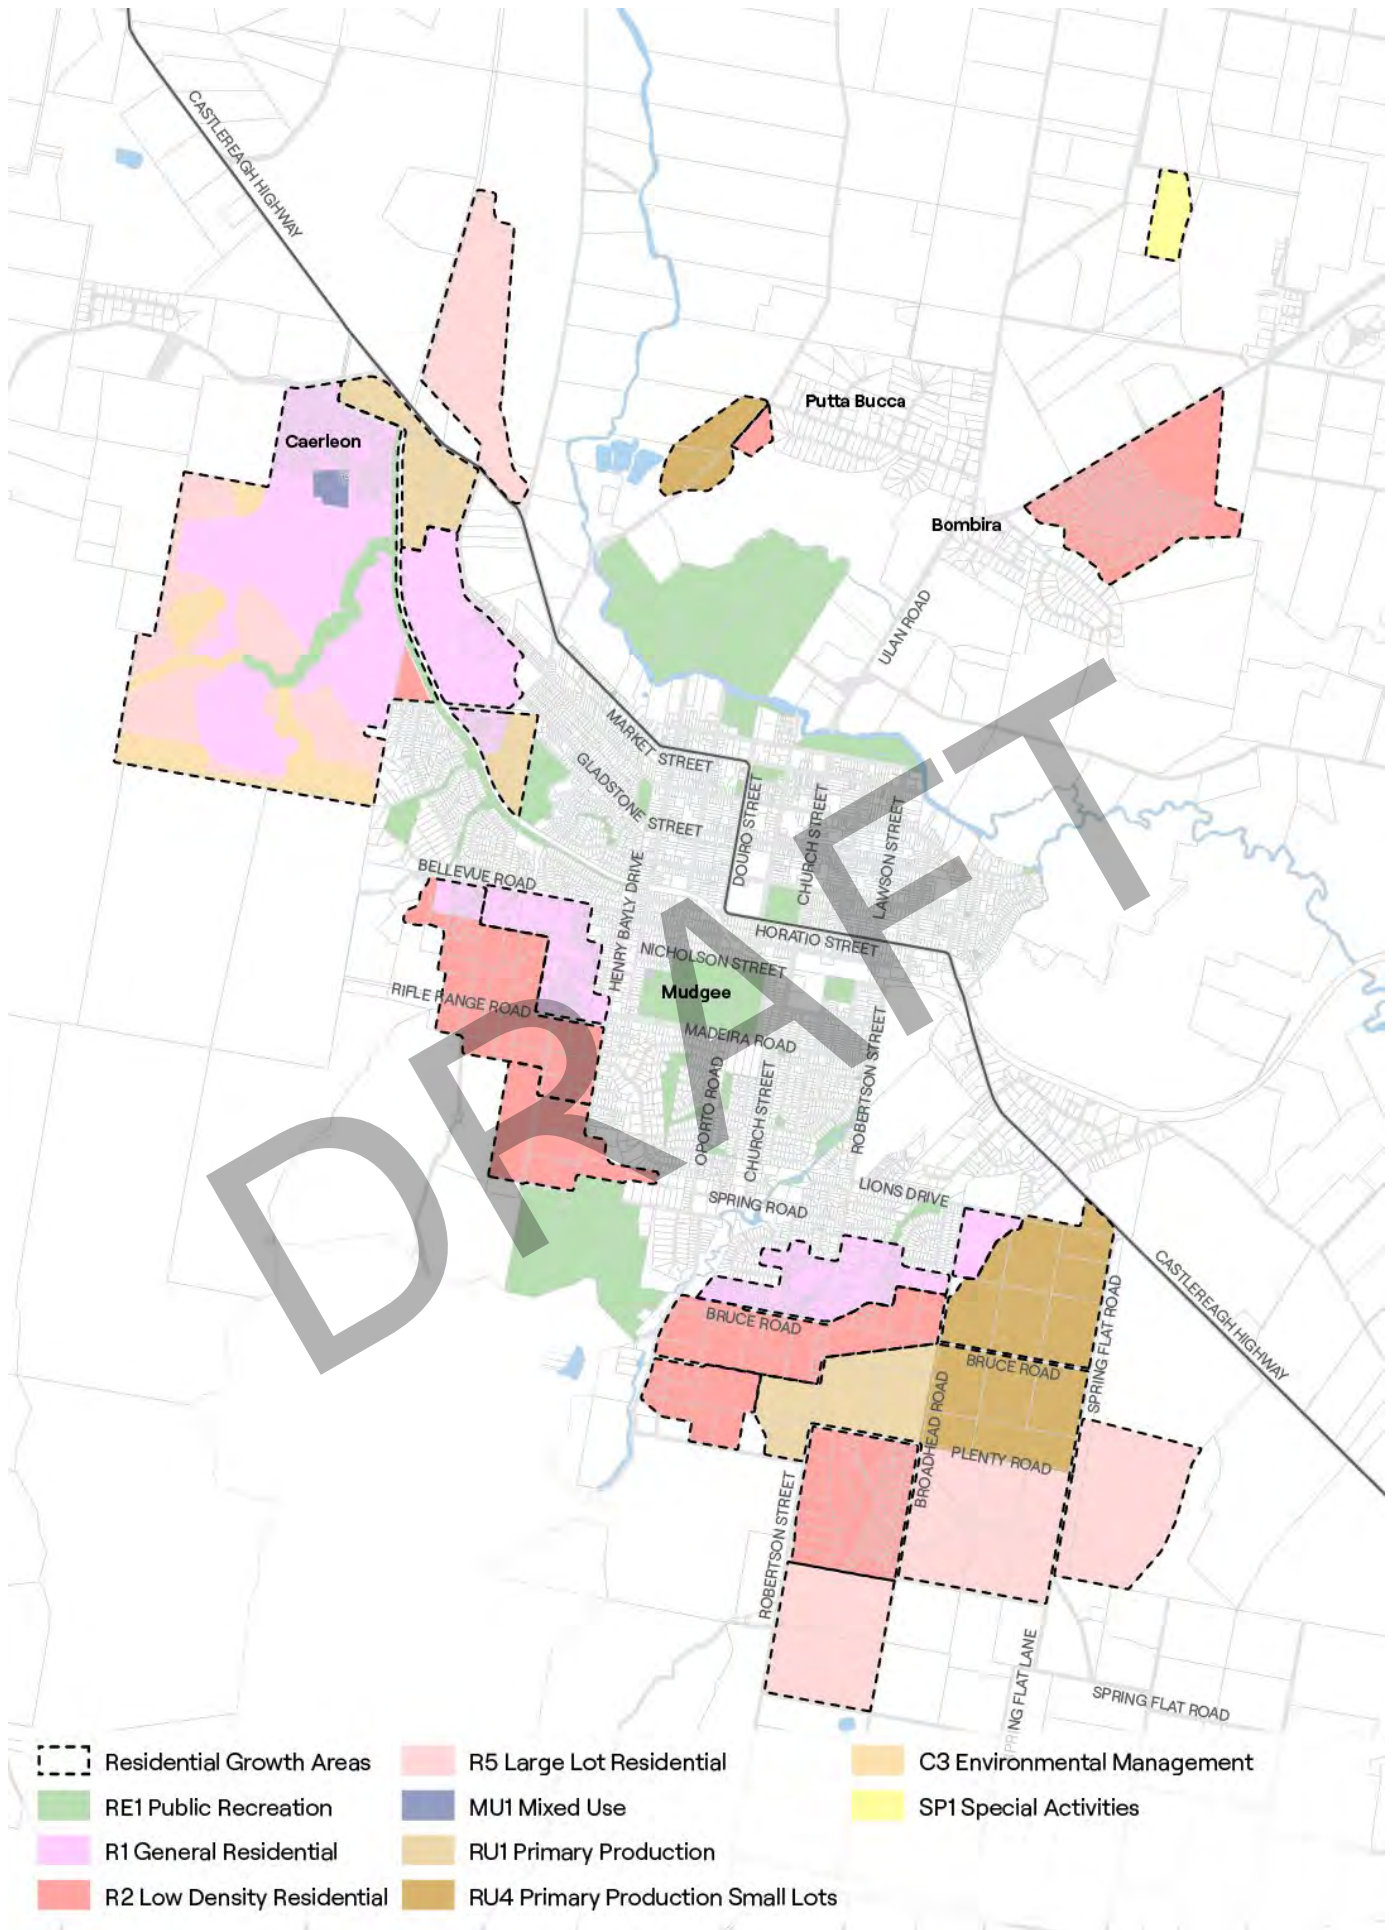 CASTLEREAGH HIGHWAY
Putta Bucca
Caerleon
Bombira
ULAN ROAD
MARKET STREET
GLADSTONE STREET
DOURO STREET
CHURCH STREET
LAWSON STREET
BELLEVUE ROAD
HENRY BAYLY DRIVE
HORATIO STREET
NICHOLSON STREET
Mudgee
RIFLE RANGE ROAD
MADEIRA ROAD
OPORTO ROAD
CHURCH STREET
ROBERTSON STREET
DRAFT
LIONS DRIVE
SPRING ROAD
CASTLEREAGH HIGHWAY
BRUCE ROAD
BRUCE ROAD
SPRING FLAT ROAD
BROADHEAD ROAD
PLENTY ROAD
ROBERTSON STREET
PRING FLAT LANE
SPRING FLAT ROAD
Residential Growth Areas
RE1 Public Recreation
R1 General Residential
R2 Low Density Residential
R5 Large Lot Residential
MU1 Mixed Use
RU1 Primary Production
RU4 Primary Production Small Lots
C3 Environmental Management
SP1 Special Activities